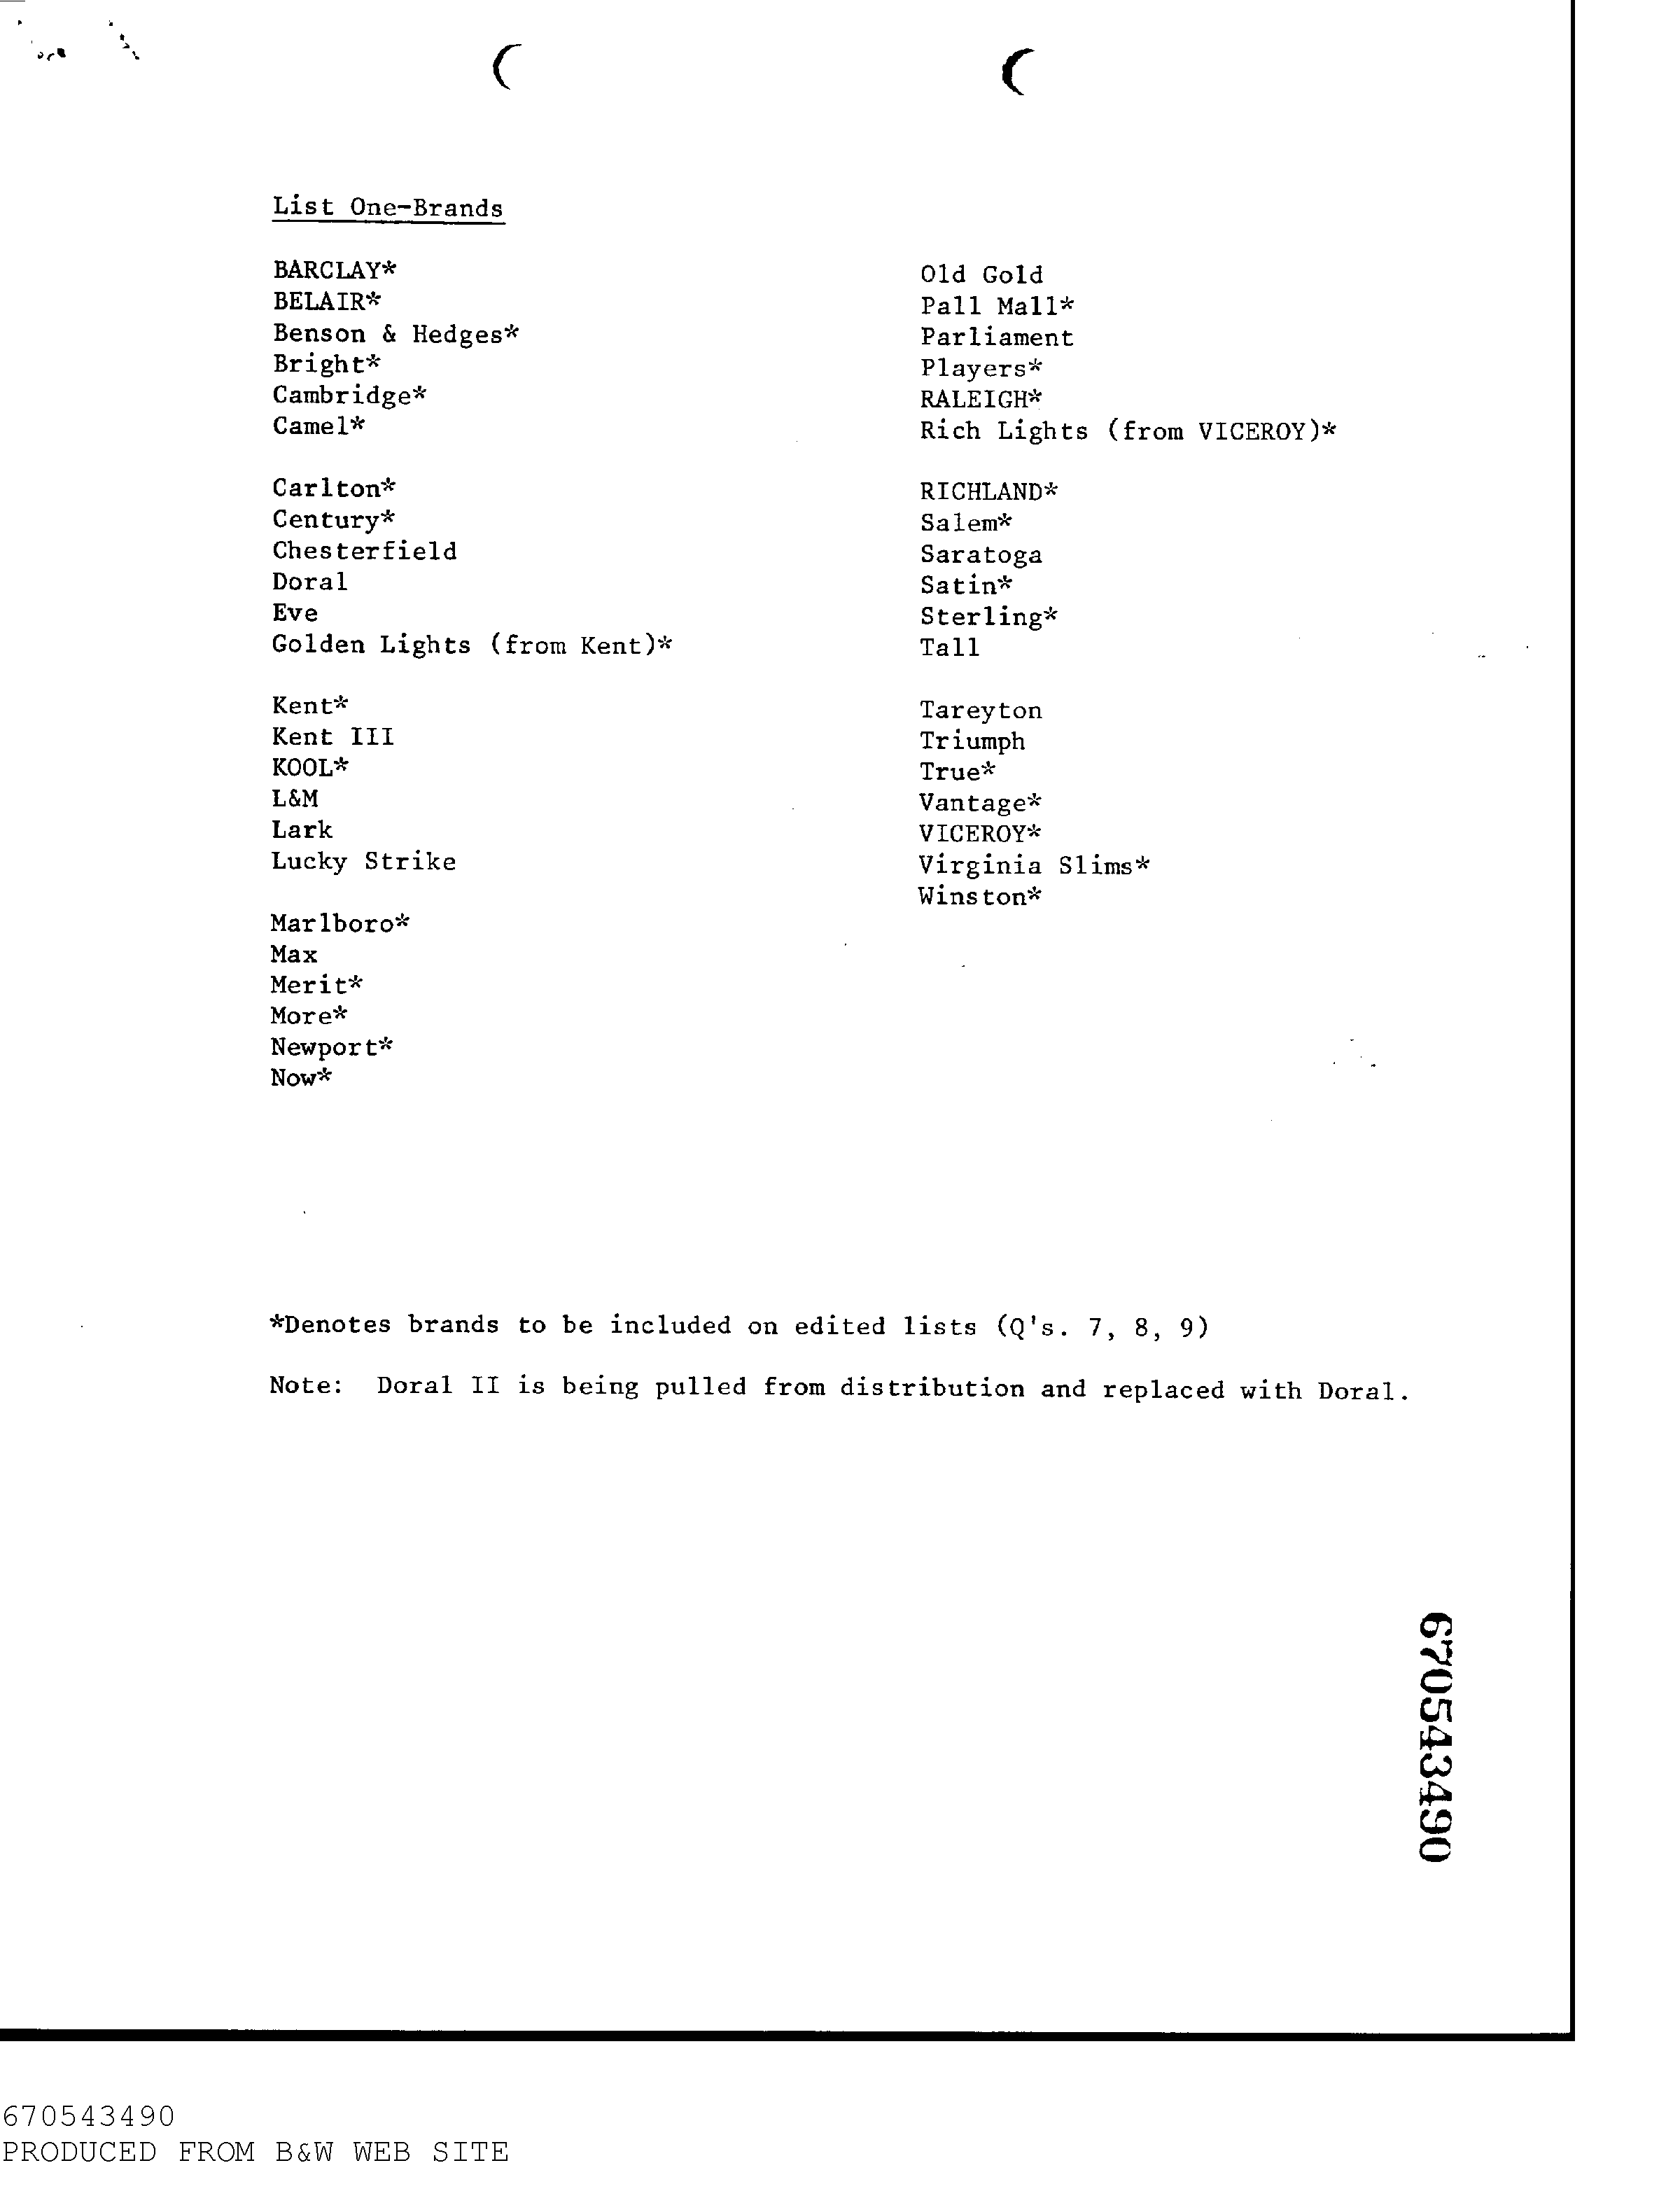 List One-Brands
BARCLAY*
BELAIR*
Benson & Hedges*
Bright*
Cambridge*
Camel*
Carlton*
Century*
Chesterfield
Doral
Eve
Golden Lights (from Kent)*
Kent*
Kent III
KOOL*
L&M
Lark
Lucky Strike
Marlboro*
Max
Merit*
More*
Newport*
Now*
Old Gold
Pall Mall*
Parliament
Players*
RALEIGH*
Rich Lights (from VICEROY)*
RICHLAND*
Salem*
Saratoga
Satin*
Sterling*
Tall
Tareyton
Triumph
True*
Vantage*
VICEROY*
Virginia Slims*
Winston*
*Denotes brands to be included on edited lists (Q's. 7, 8, 9)
Note: Doral II is being pulled from distribution and replaced with Doral.
670543490
670543490
PRODUCED FROM B&W WEB SITE